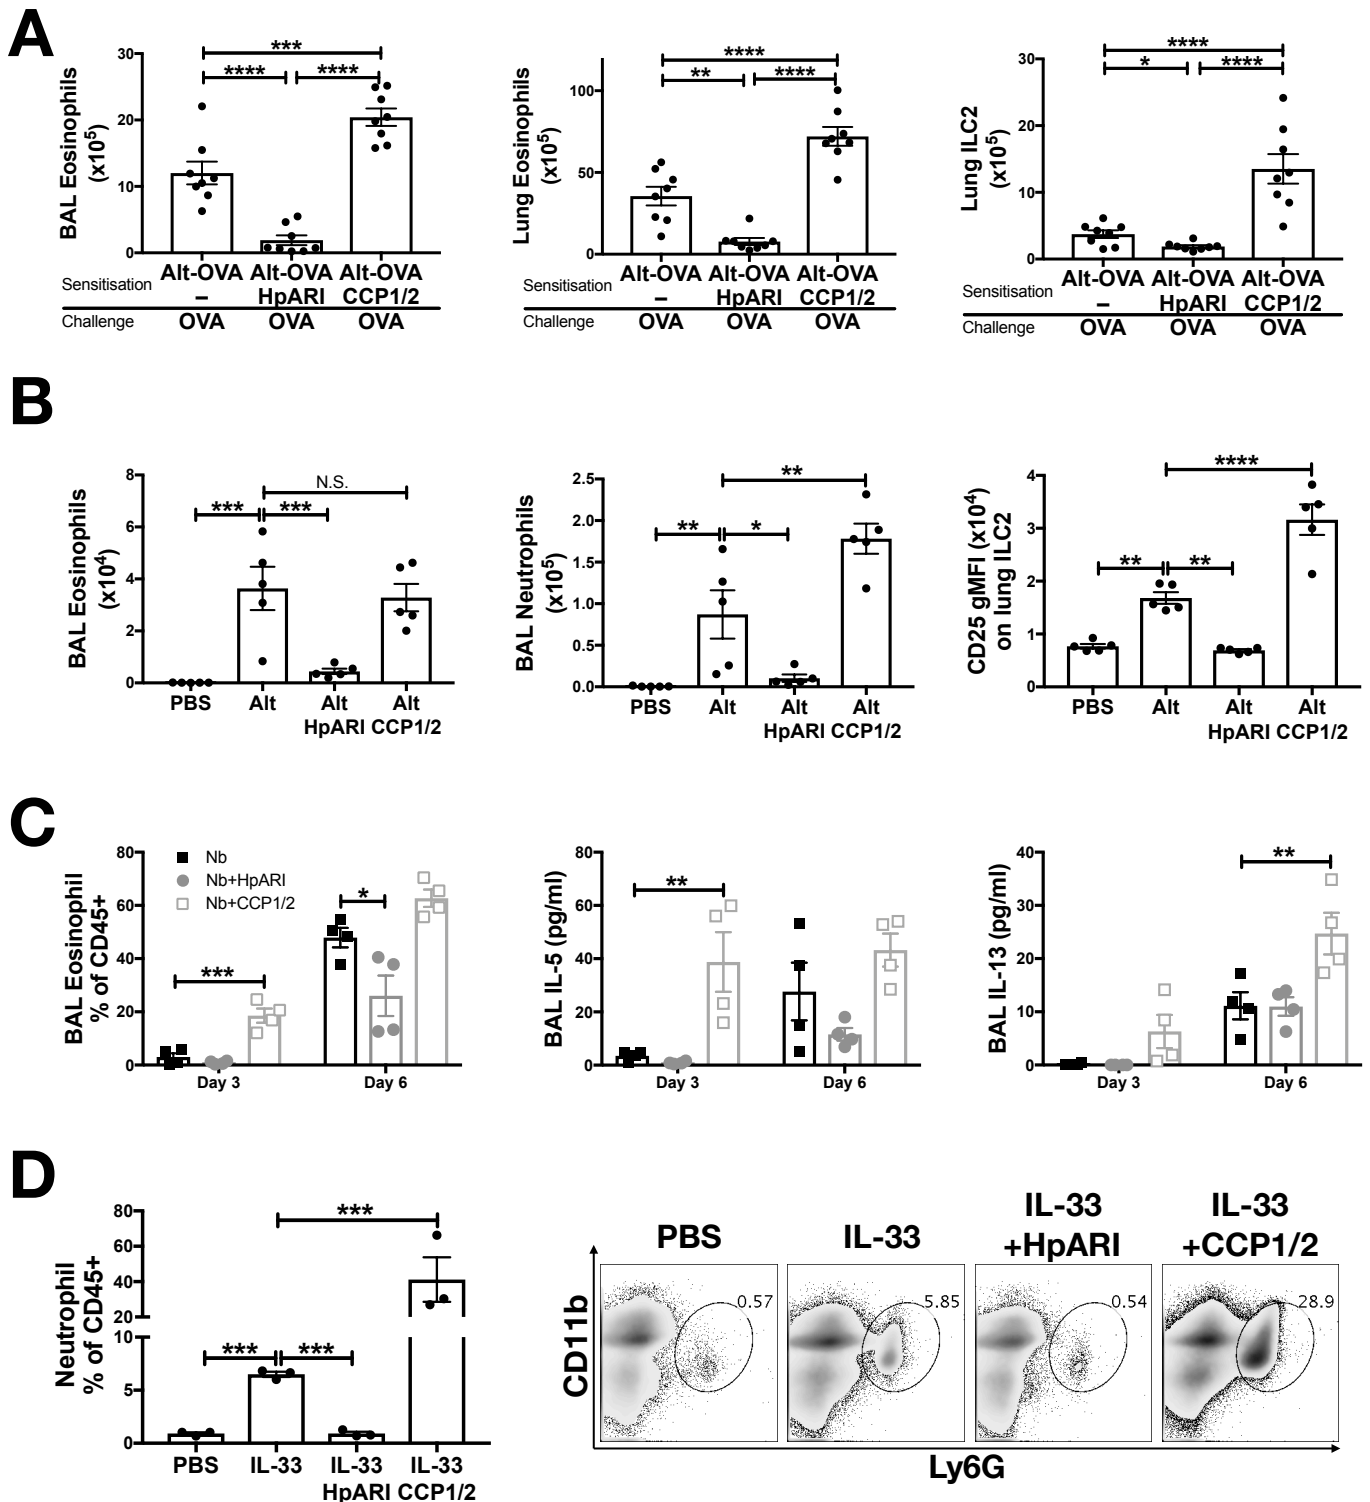 A
BAL Eosinophils
(x10⁵)
30
20
10
0
***
**** ****
Alt-OVA Alt-OVA Alt-OVA
Sensitisation – HpARI CCP1/2
Challenge OVA OVA OVA
Lung Eosinophils
(x10⁵)
100
50
0
****
** ****
Alt-OVA Alt-OVA Alt-OVA
Sensitisation – HpARI CCP1/2
Challenge OVA OVA OVA
Lung ILC2
(x10⁵)
30
20
10
0
****
* ****
Alt-OVA Alt-OVA Alt-OVA
Sensitisation – HpARI CCP1/2
Challenge OVA OVA OVA
B
BAL Eosinophils
(x10⁴)
8
6
4
2
0
N.S.
*** ***
PBS Alt Alt Alt
HpARI CCP1/2
BAL Neutrophils
(x10⁵)
2.5
2.0
1.5
1.0
0.5
0.0
**
** *
PBS Alt Alt Alt
HpARI CCP1/2
CD25 gMFI (x10⁴)
on lung ILC2
4
3
2
1
0
****
** **
PBS Alt Alt Alt
HpARI CCP1/2
C
BAL Eosinophil
% of CD45+
80
60
40
20
0
Nb
Nb+HpARI
Nb+CCP1/2
***
*
Day 3 Day 6
BAL IL-5 (pg/ml)
80
60
40
20
0
**
Day 3 Day 6
BAL IL-13 (pg/ml)
40
30
20
10
0
**
Day 3 Day 6
D
Neutrophil
% of CD45+
80
60
40
20
10
5
0
***
*** ***
PBS IL-33 IL-33 IL-33
HpARI CCP1/2
PBS
IL-33
IL-33
+HpARI
IL-33
+CCP1/2
0.57
5.85
0.54
28.9
CD11b
Ly6G